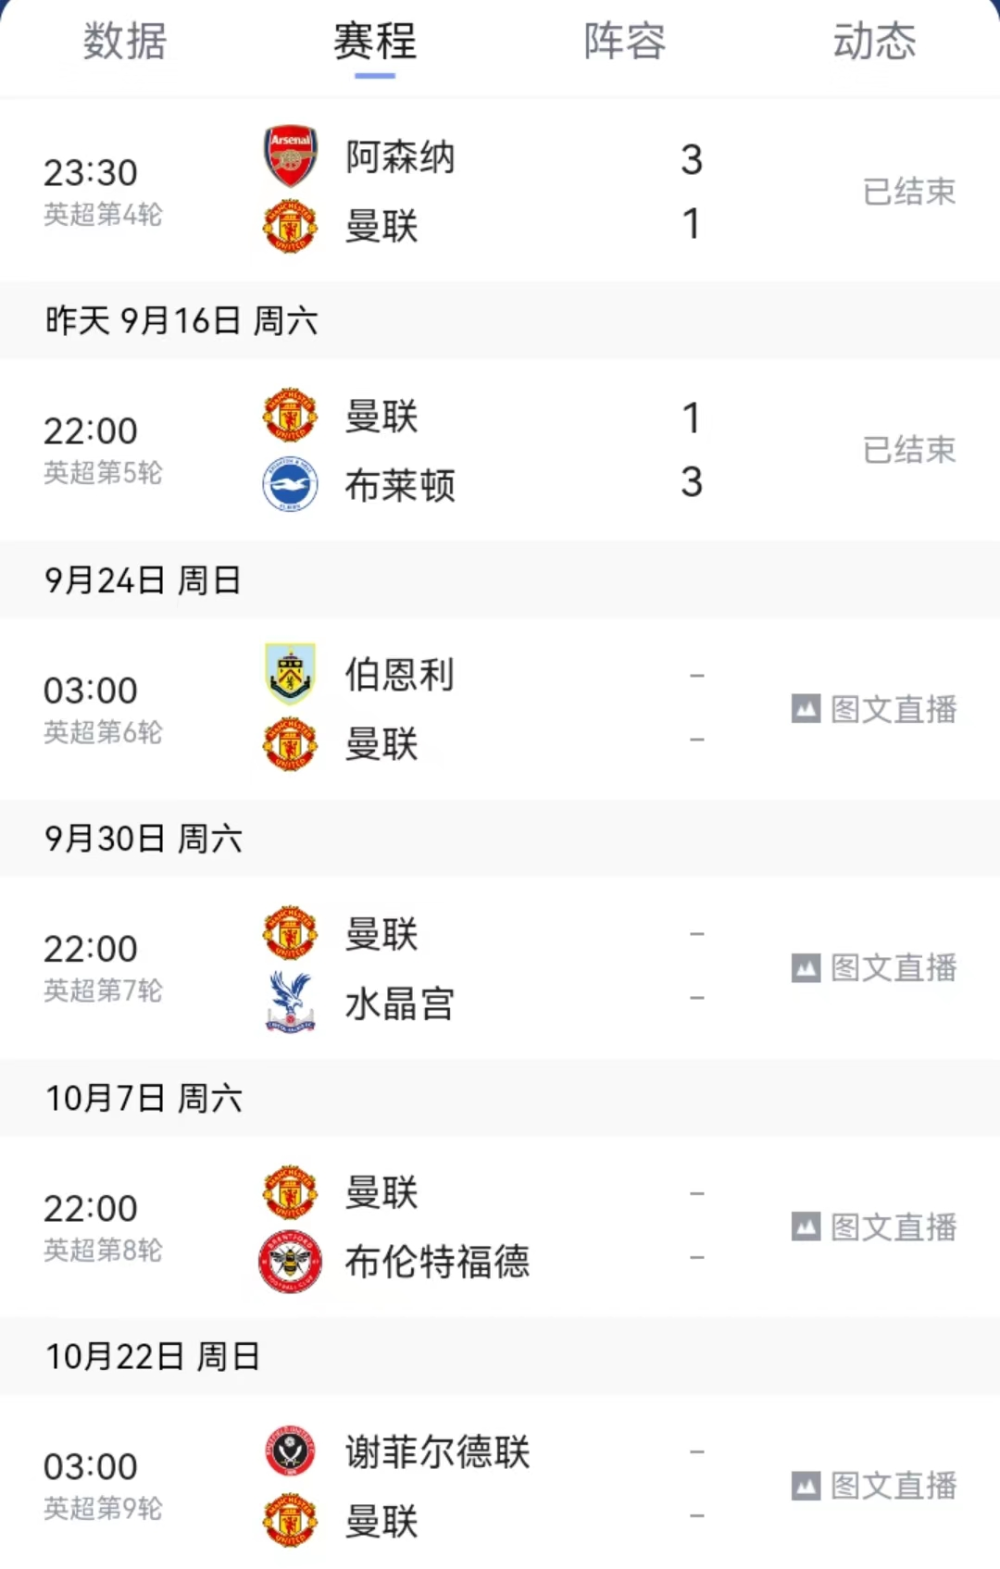 数据 赛程 阵容 动态
23:30 阿森纳 3 已结束
英超第4轮 曼联 1
昨天 9月16日 周六
22:00 曼联 1 已结束
英超第5轮 布莱顿 3
9月24日 周日
03:00 伯恩利 - 图文直播
英超第6轮 曼联 -
9月30日 周六
22:00 曼联 - 图文直播
英超第7轮 水晶宫 -
10月7日 周六
22:00 曼联 - 图文直播
英超第8轮 布伦特福德 -
10月22日 周日
03:00 谢菲尔德联 - 图文直播
英超第9轮 曼联 -